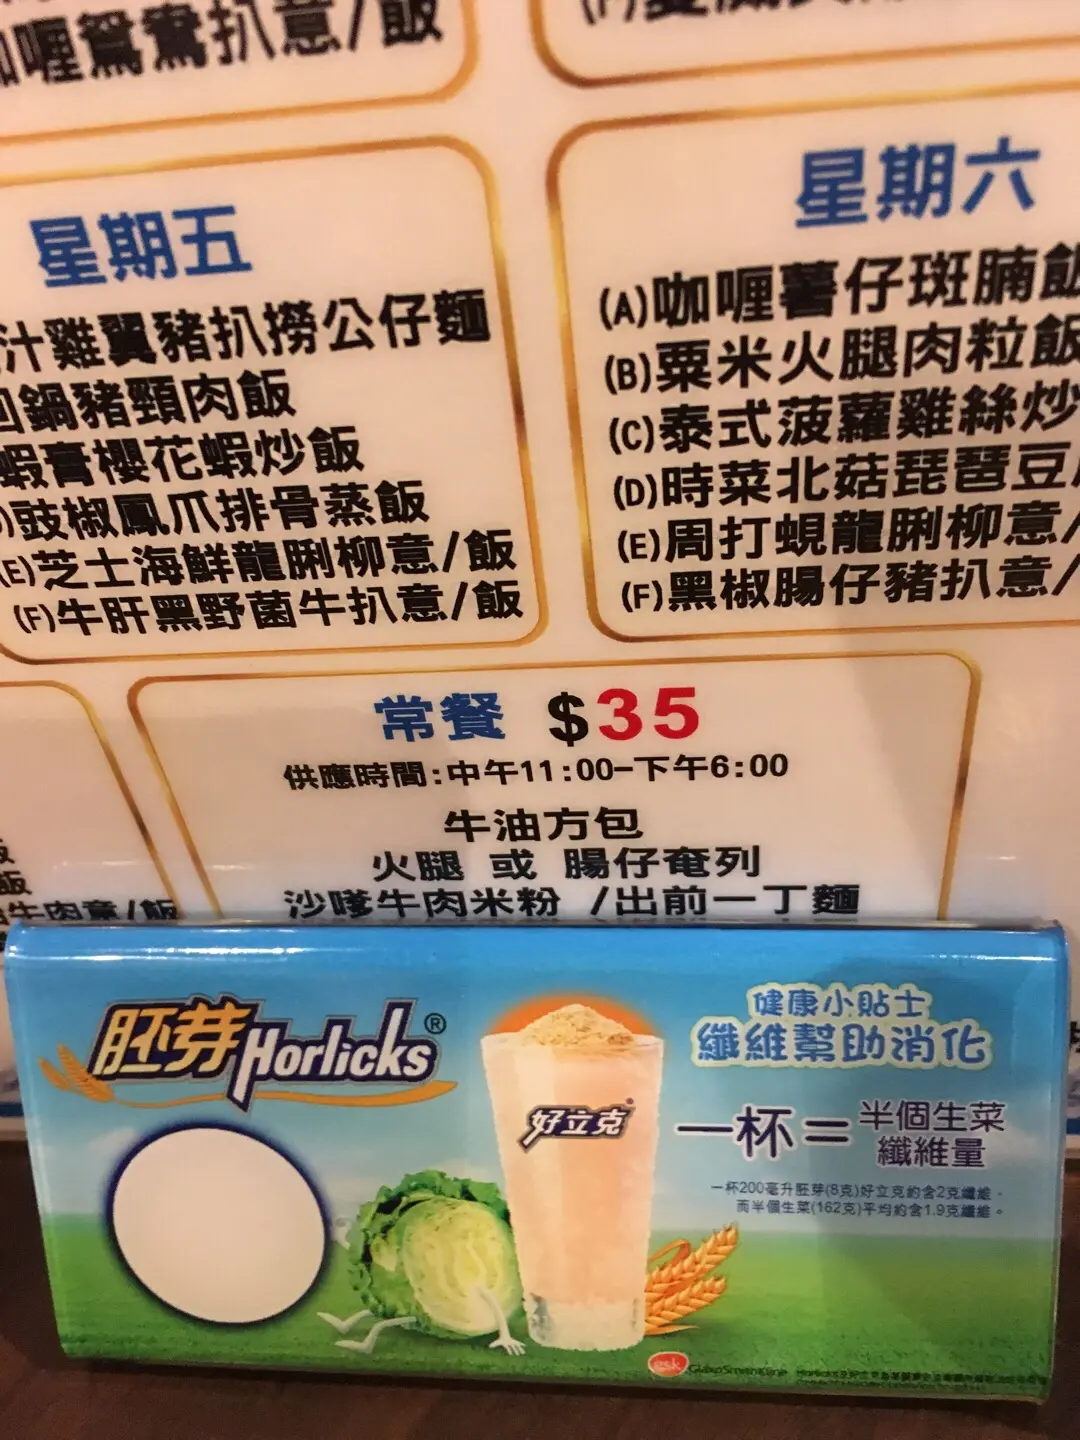 咖喱鴛鴦扒意/飯
星期五
汁雞翼豬扒撈公仔麵
回鍋豬頸肉飯
蝦膏櫻花蝦炒飯
豉椒鳳爪排骨蒸飯
(E)芝士海鮮龍脷柳意/飯
(F)牛肝黑野菌牛扒意/飯
星期六
(A)咖喱薯仔斑腩飯
(B)粟米火腿肉粒飯
(C)泰式菠蘿雞絲炒
(D)時菜北菇琵琶豆
(E)周打蜆龍脷柳意/
(F)黑椒腸仔豬扒意/
飯
牛肉意/飯
常餐 $35
供應時間:中午11:00-下午6:00
牛油方包
火腿 或 腸仔奄列
沙嗲牛肉米粉 /出前一丁麵
胚芽Horlicks®
好立克
健康小貼士
纖維幫助消化
一杯=半個生菜
纖維量
一杯200毫升胚芽(8克)好立克約含2克纖維,
而半個生菜(162克)平均約含1.9克纖維。
gsk GlaxoSmithKline